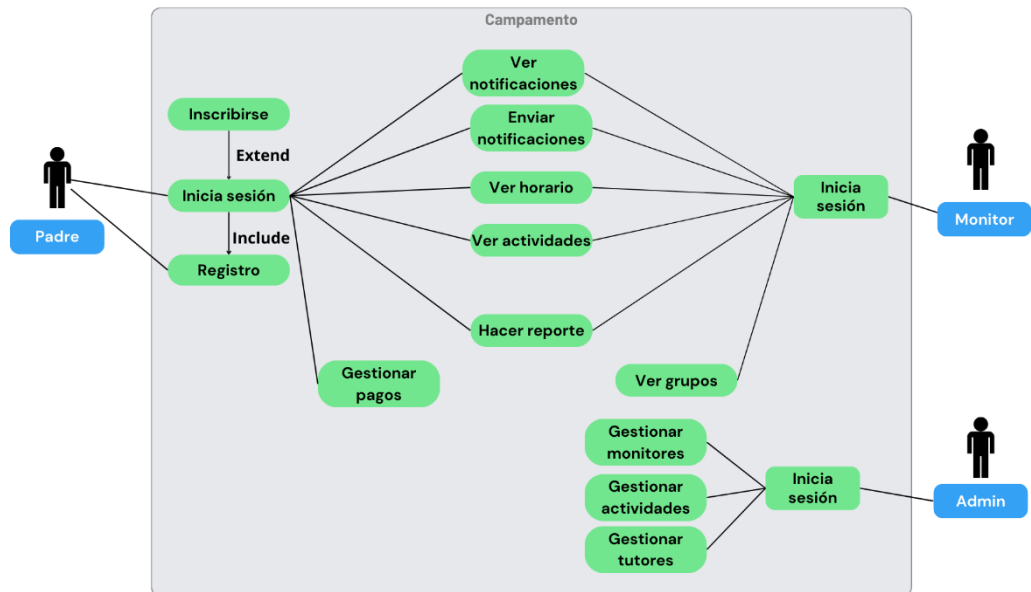 Campamento
Ver
notificaciones
Inscribirse
Enviar
notificaciones
Extend
Inicia sesión
Ver horario
Inicia
sesión
Padre
Monitor
Include
Ver actividades
Registro
Hacer reporte
Gestionar
pagos
Ver grupos
Gestionar
monitores
Inicia
sesión
Admin
Gestionar
actividades
Gestionar
tutores